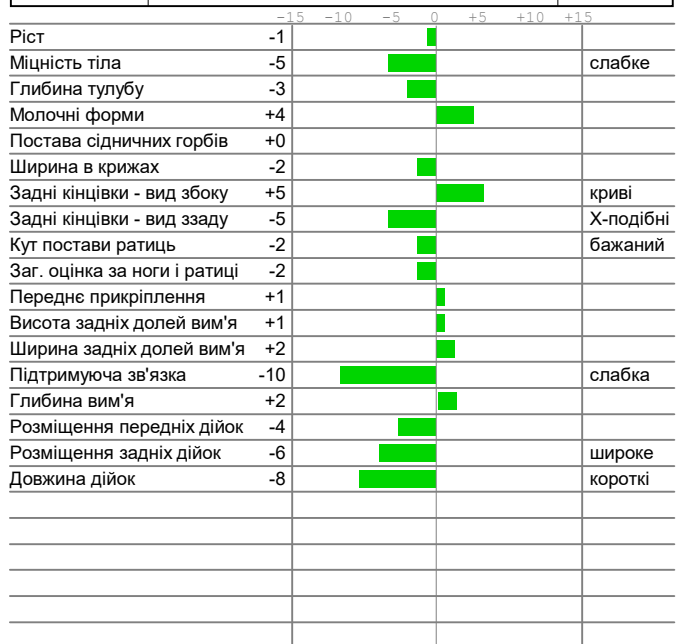 -15 -10 -5 0 +5 +10 +15
Ріст -1
Міцність тіла -5 слабке
Глибина тулубу -3
Молочні форми +4
Постава сідничних горбів +0
Ширина в крижах -2
Задні кінцівки - вид збоку +5 криві
Задні кінцівки - вид ззаду -5 Х-подібні
Кут постави ратиць -2 бажаний
Заг. оцінка за ноги і ратиці -2
Переднє прикріплення +1
Висота задніх долей вим'я +1
Ширина задніх долей вим'я +2
Підтримуюча зв'язка -10 слабка
Глибина вим'я +2
Розміщення передніх дійок -4
Розміщення задніх дійок -6 широке
Довжина дійок -8 короткі